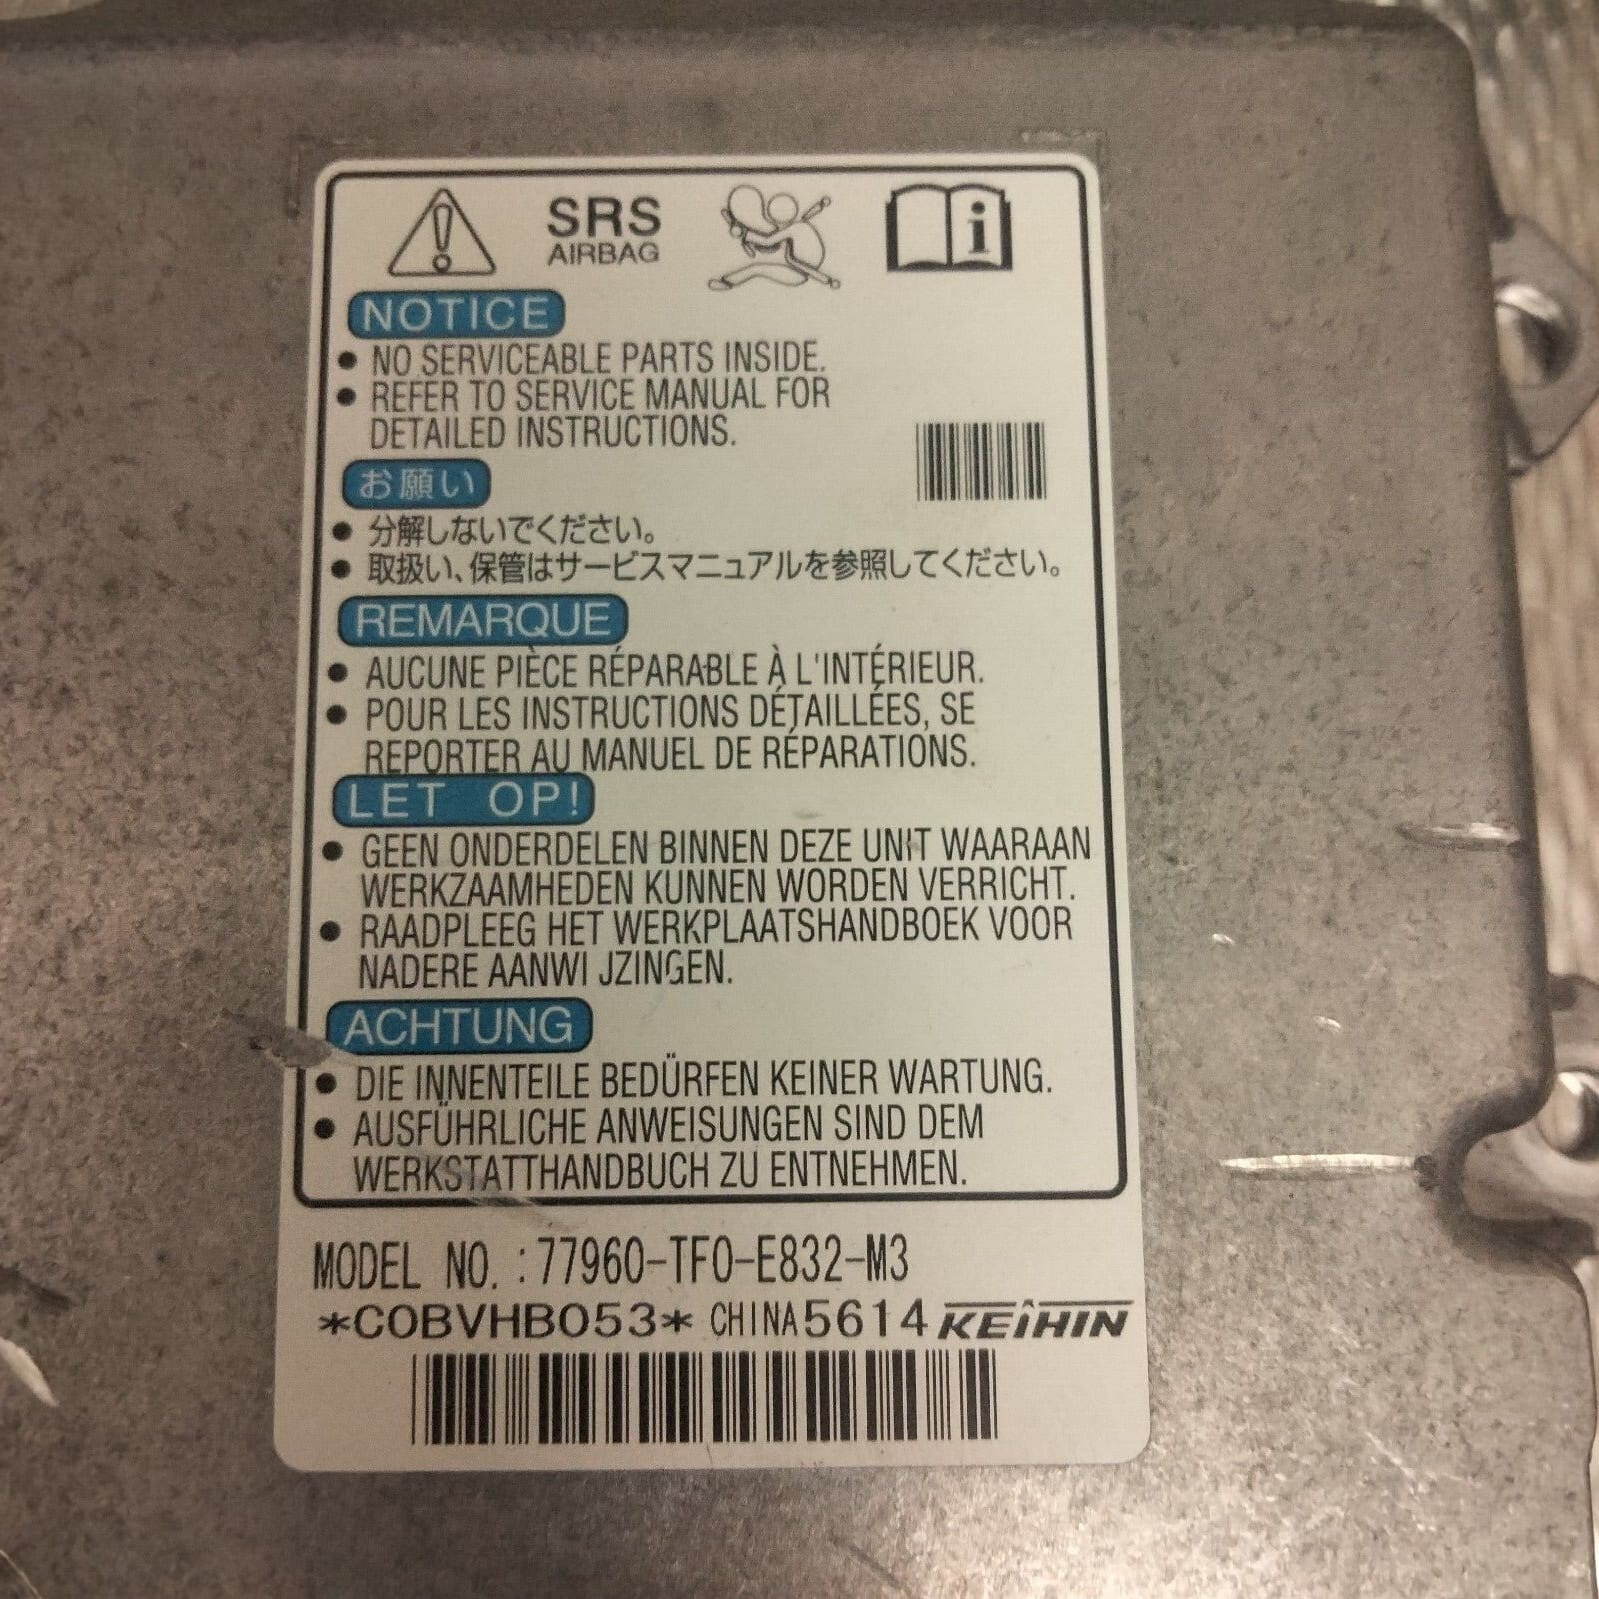 SRS
AIRBAG
NOTICE
● NO SERVICEABLE PARTS INSIDE.
● REFER TO SERVICE MANUAL FOR
DETAILED INSTRUCTIONS.
お願い
● 分解しないでください。
● 取扱い、保管はサービスマニュアルを参照してください。
REMARQUE
● AUCUNE PIÈCE RÉPARABLE À L'INTÉRIEUR.
● POUR LES INSTRUCTIONS DÉTAILLÉES, SE
REPORTER AU MANUEL DE RÉPARATIONS.
LET OP!
● GEEN ONDERDELEN BINNEN DEZE UNIT WAARAAN
WERKZAAMHEDEN KUNNEN WORDEN VERRICHT.
● RAADPLEEG HET WERKPLAATSHANDBOEK VOOR
NADERE AANWI JZINGEN.
ACHTUNG
● DIE INNENTEILE BEDÜRFEN KEINER WARTUNG.
● AUSFÜHRLICHE ANWEISUNGEN SIND DEM
WERKSTATTHANDBUCH ZU ENTNEHMEN.
MODEL NO.:77960-TF0-E832-M3
*C0BVHB053* CHINA5614 KEIHIN